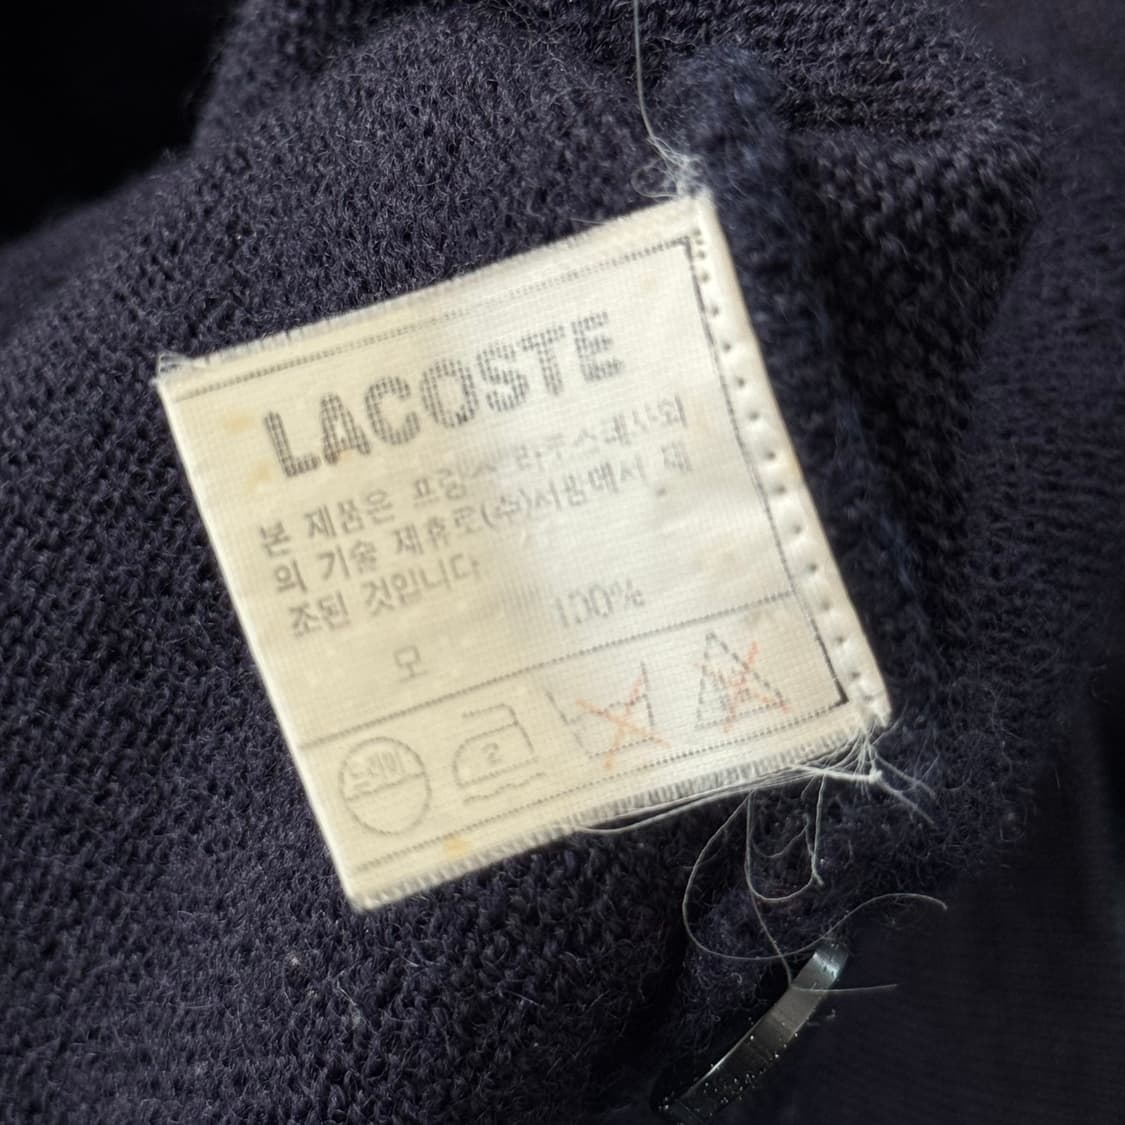 LACOSTE
본 제품은 프랑스 라코스테사와
의 기술 제휴로(주)서광에서 제
조된 것입니다
모 100%
드라이
2